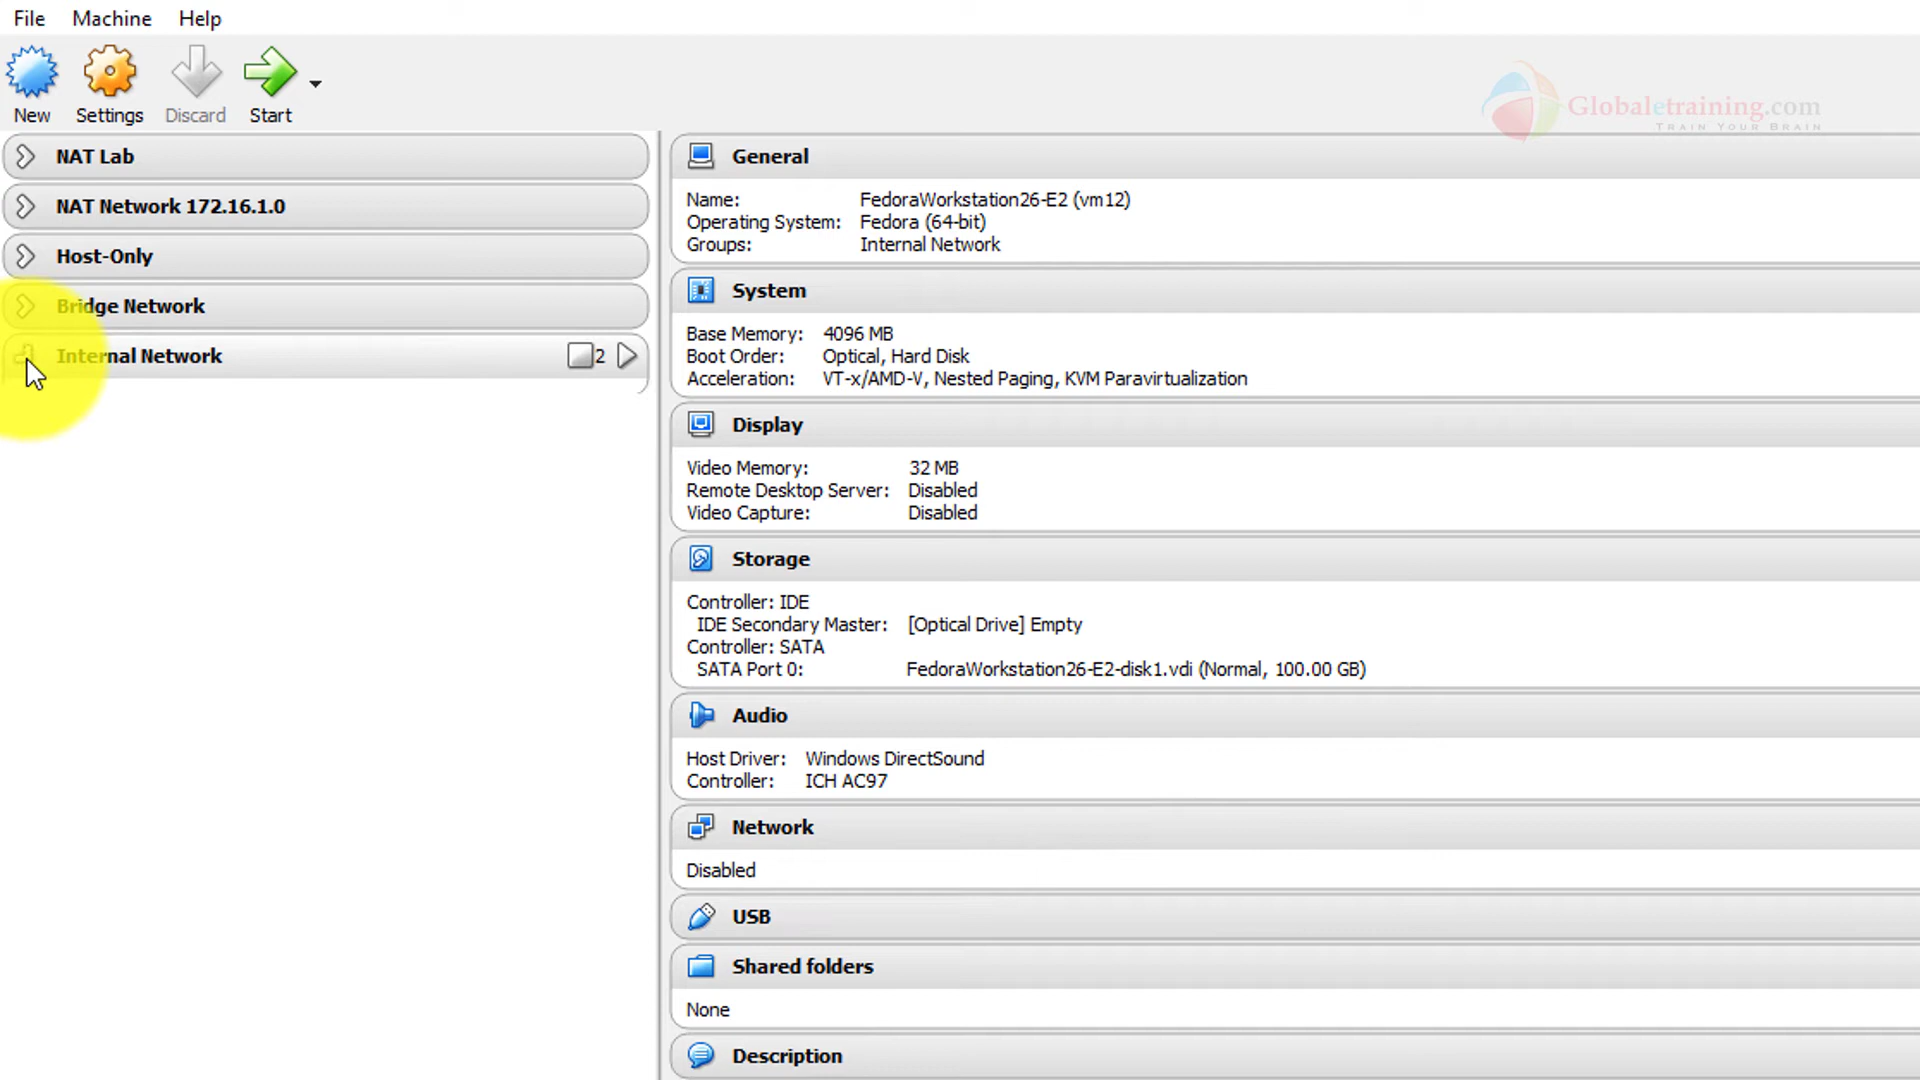 File Machine Help
New Settings Discard Start
Globaletraining.com
TRAIN YOUR BRAIN
NAT Lab
NAT Network 172.16.1.0
Host-Only
Bridge Network
Internal Network 2
General
Name: FedoraWorkstation26-E2 (vm12)
Operating System: Fedora (64-bit)
Groups: Internal Network
System
Base Memory: 4096 MB
Boot Order: Optical, Hard Disk
Acceleration: VT-x/AMD-V, Nested Paging, KVM Paravirtualization
Display
Video Memory: 32 MB
Remote Desktop Server: Disabled
Video Capture: Disabled
Storage
Controller: IDE
IDE Secondary Master: [Optical Drive] Empty
Controller: SATA
SATA Port 0: FedoraWorkstation26-E2-disk1.vdi (Normal, 100.00 GB)
Audio
Host Driver: Windows DirectSound
Controller: ICH AC97
Network
Disabled
USB
Shared folders
None
Description